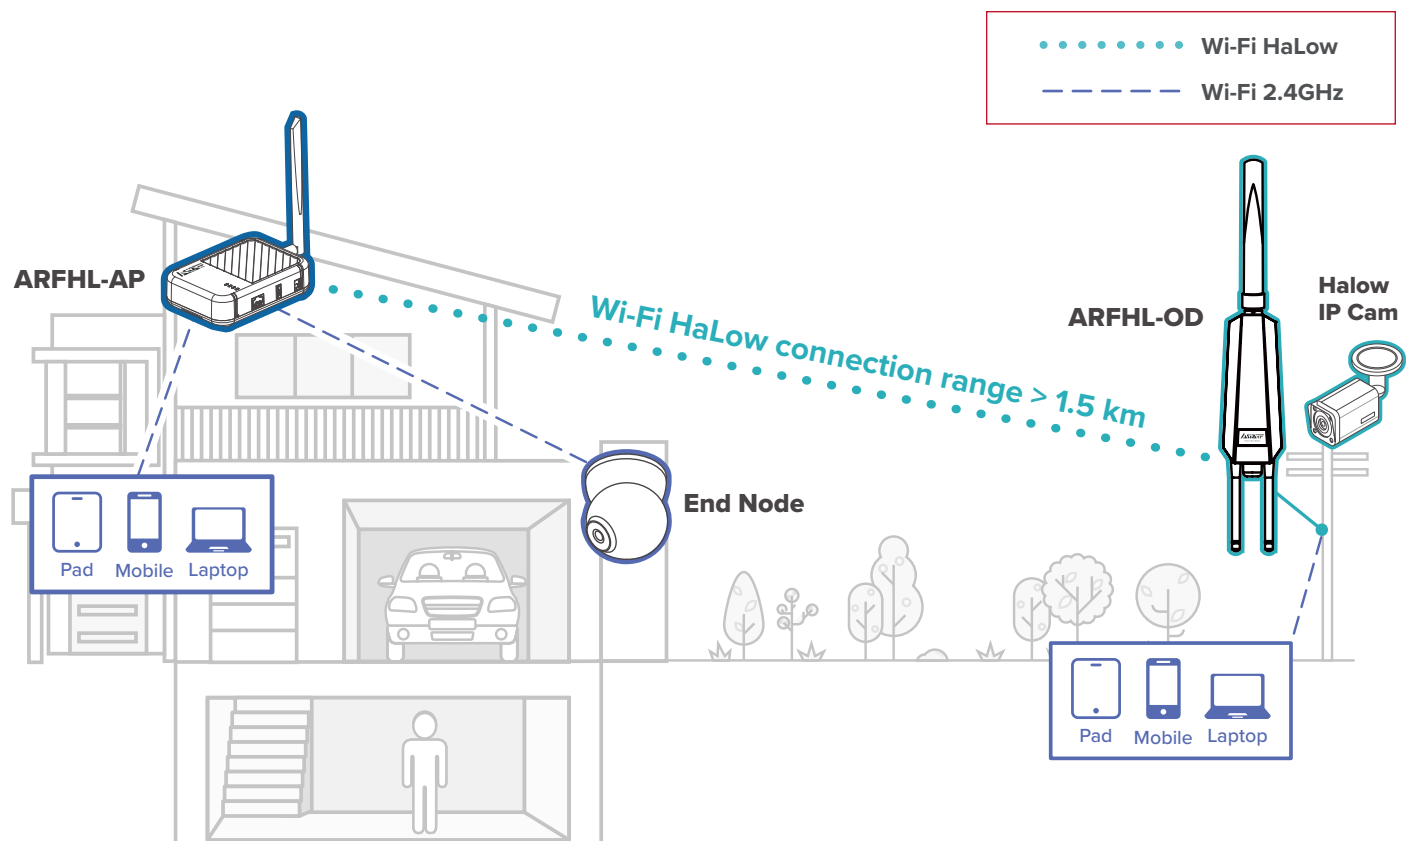 Wi-Fi HaLow
Wi-Fi 2.4GHz
ARFHL-AP
Wi-Fi HaLow connection range > 1.5 km
ARFHL-OD
Halow
IP Cam
End Node
Pad Mobile Laptop
Pad Mobile Laptop